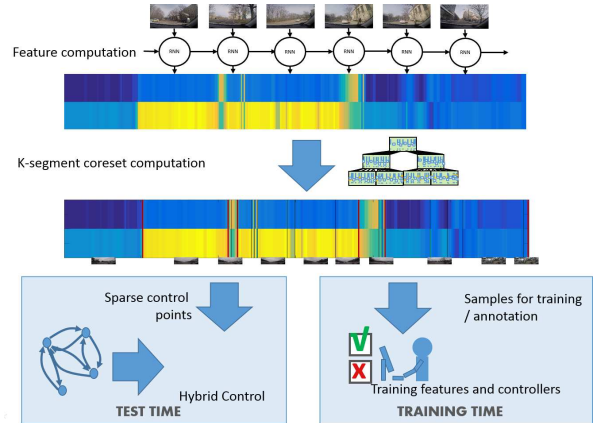 Feature computation
RNN RNN RNN RNN RNN RNN
K-segment coreset computation
Sparse control
points
Hybrid Control
TEST TIME
Samples for training
/ annotation
Training features and controllers
TRAINING TIME